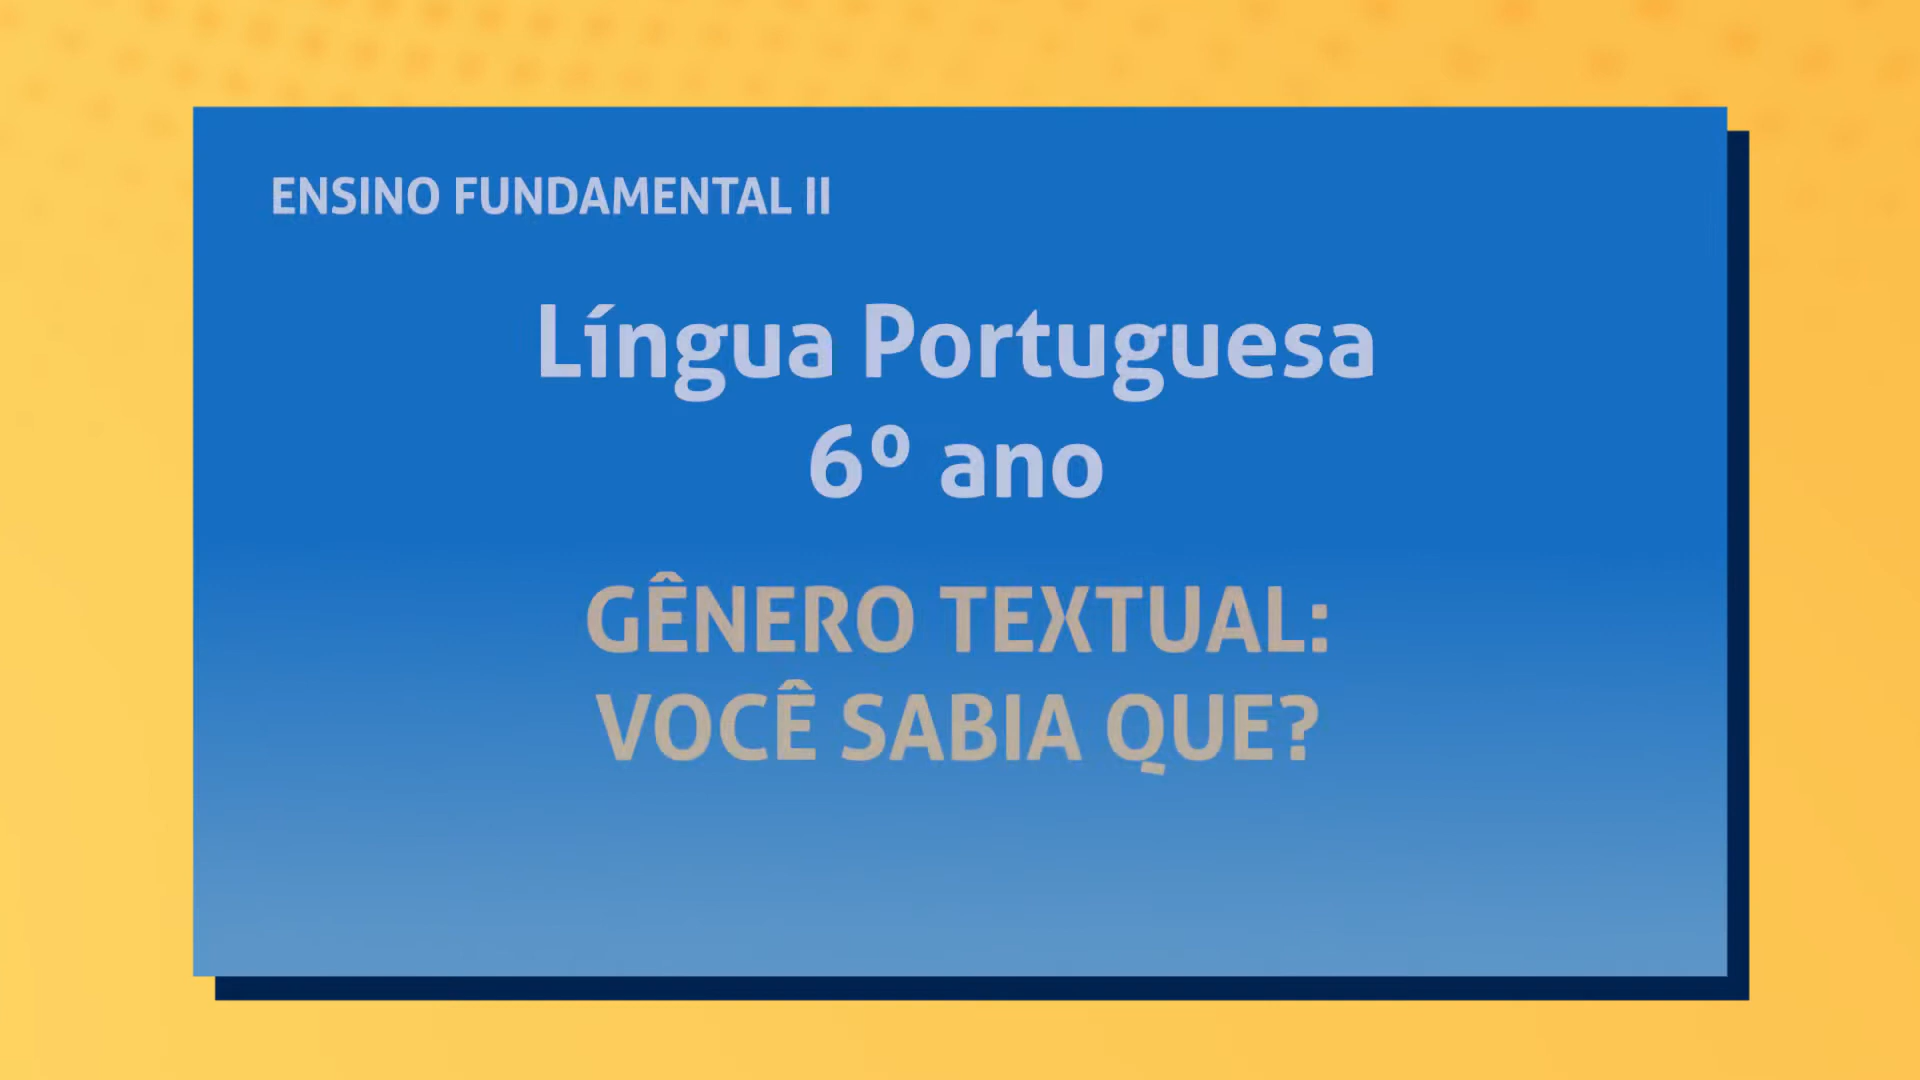 ENSINO FUNDAMENTAL II
Língua Portuguesa
6º ano
GÊNERO TEXTUAL:
VOCÊ SABIA QUE?